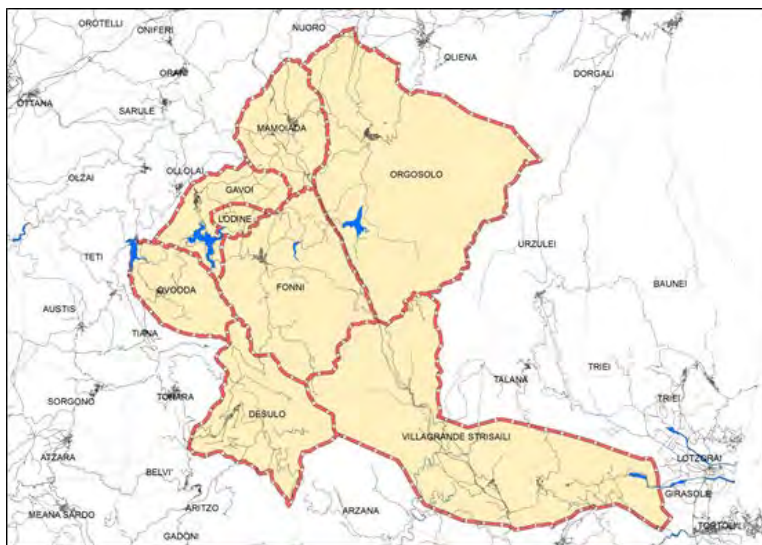 OROTELLI
ONIFERI
NUORO
OLIENA
ORANI
DORGALI
OTTANA
SARULE
MAMOIADA
OLLOLAI
ORGOSOLO
OLZAI
GAVOI
LODINE
URZULEI
TETI
OVODDA
FONNI
BAUNEI
AUSTIS
TIANA
TALANA
TRIEI
SORGONO
TONARA
TRIEI
DESULO
VILLAGRANDE STRISAILI
ATZARA
BELVI'
LOTZORAI
ARITZO
GIRASOLE
MEANA SARDO
ARZANA
TORTOLI'
GADONI